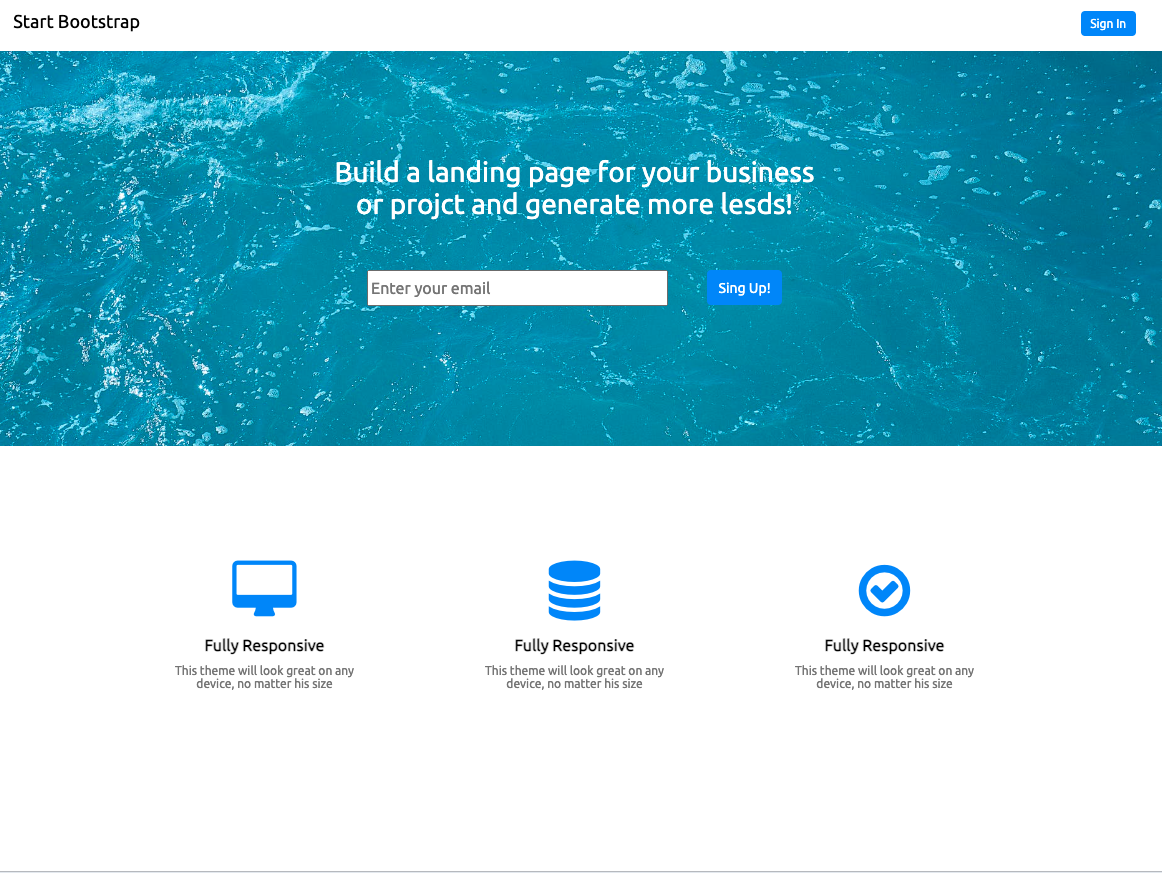 Start Bootstrap
Sign In
Build a landing page for your business
or projct and generate more lesds!
Enter your email
Sing Up!
Fully Responsive
This theme will look great on any
device, no matter his size
Fully Responsive
This theme will look great on any
device, no matter his size
Fully Responsive
This theme will look great on any
device, no matter his size